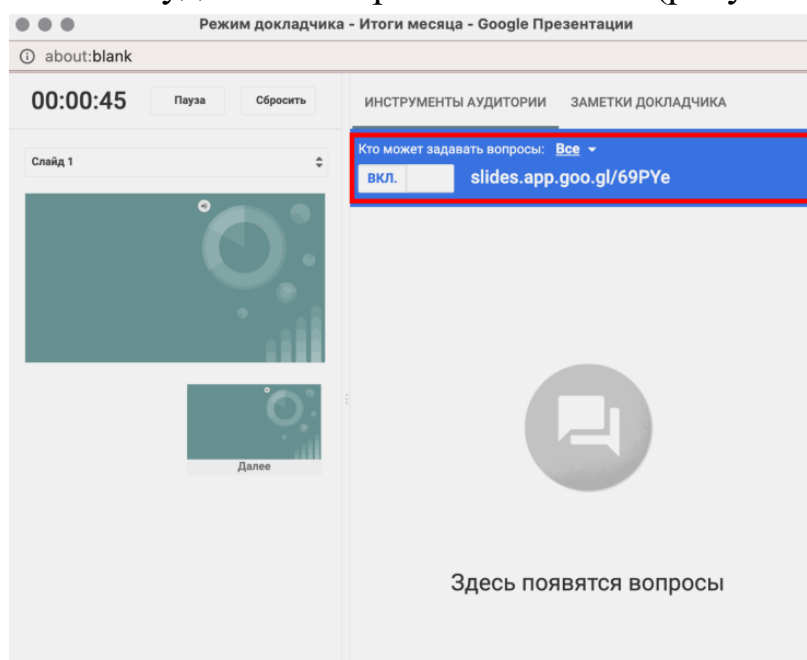 Режим докладчика - Итоги месяца - Google Презентации
about:blank
00:00:45 Пауза Сбросить
ИНСТРУМЕНТЫ АУДИТОРИИ ЗАМЕТКИ ДОКЛАДЧИКА
Кто может задавать вопросы: Все
ВКЛ. slides.app.goo.gl/69PYe
Слайд 1
Далее
Здесь появятся вопросы